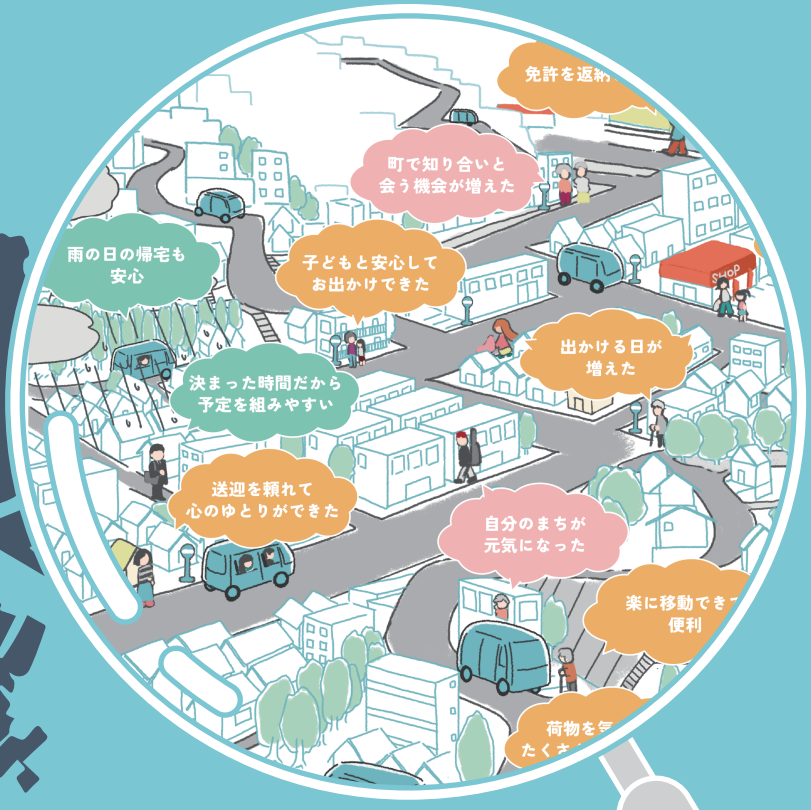 免許を返納
町で知り合いと
会う機会が増えた
雨の日の帰宅も
安心
子どもと安心して
お出かけできた
SHOP
出かける日が
増えた
決まった時間だから
予定を組みやすい
送迎を頼れて
心のゆとりができた
自分のまちが
元気になった
楽に移動できて
便利
荷物を気
たくさ